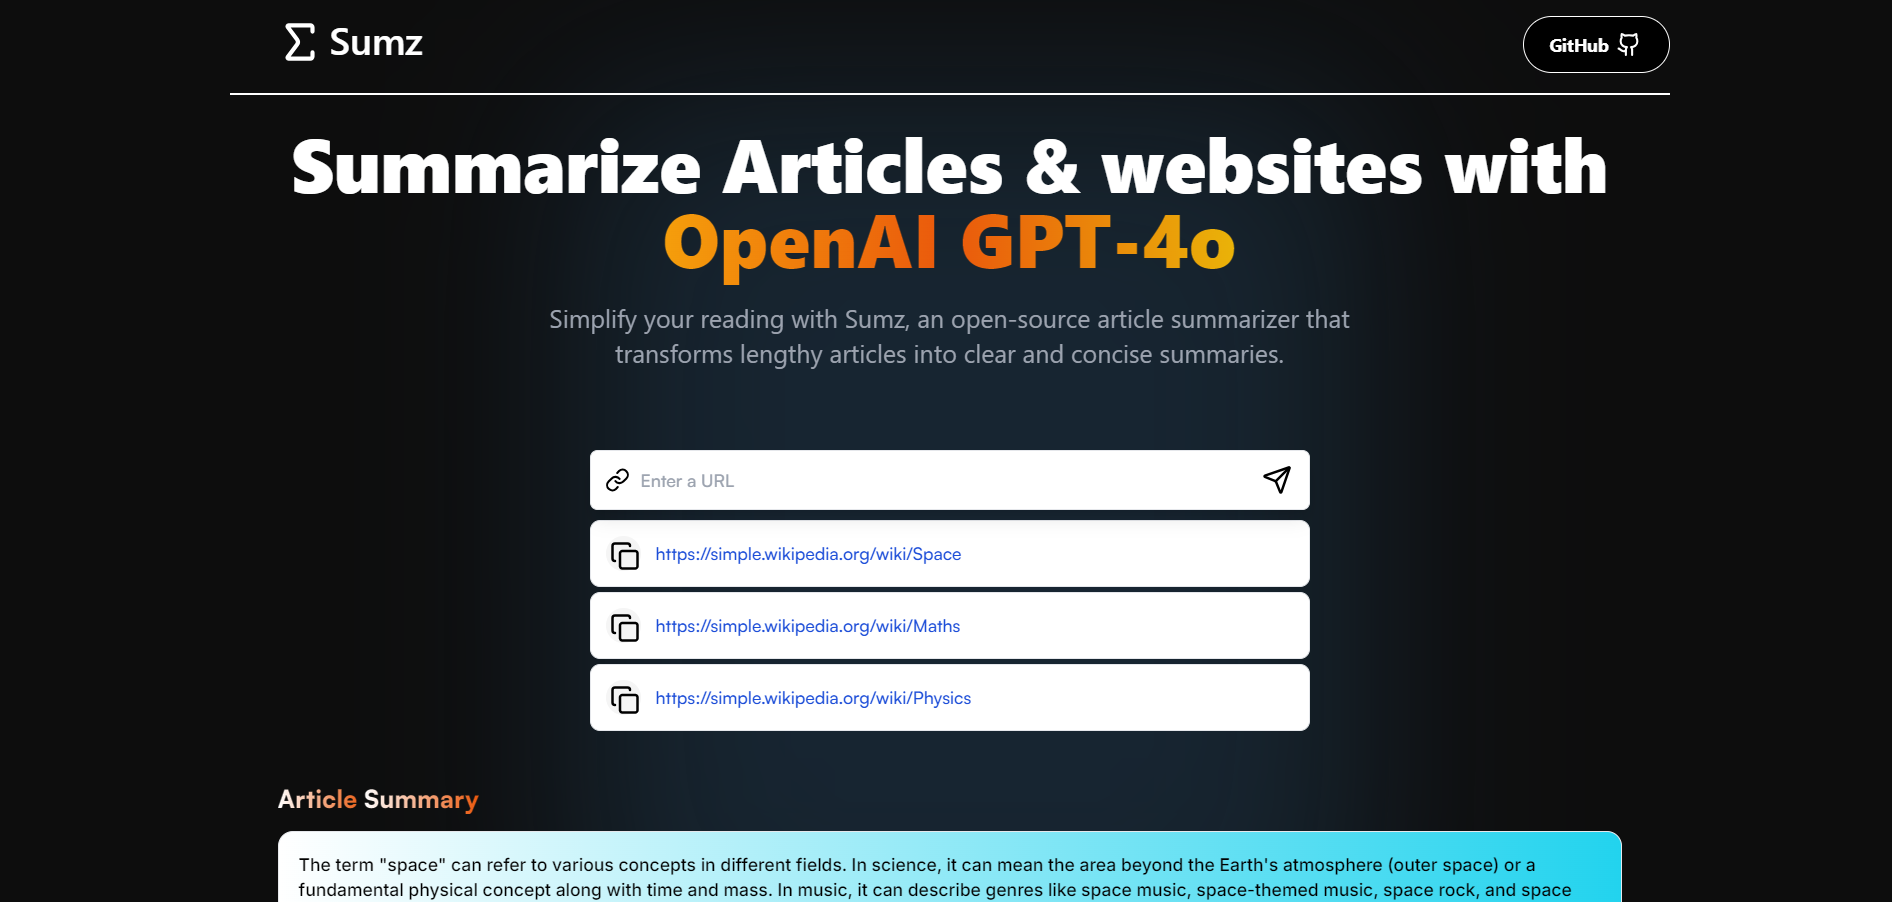 Sumz
GitHub
Summarize Articles & websites with
OpenAI GPT-4o
Simplify your reading with Sumz, an open-source article summarizer that
transforms lengthy articles into clear and concise summaries.
Enter a URL
https://simple.wikipedia.org/wiki/Space
https://simple.wikipedia.org/wiki/Maths
https://simple.wikipedia.org/wiki/Physics
Article Summary
The term "space" can refer to various concepts in different fields. In science, it can mean the area beyond the Earth's atmosphere (outer space) or a
fundamental physical concept along with time and mass. In music, it can describe genres like space music, space-themed music, space rock, and space